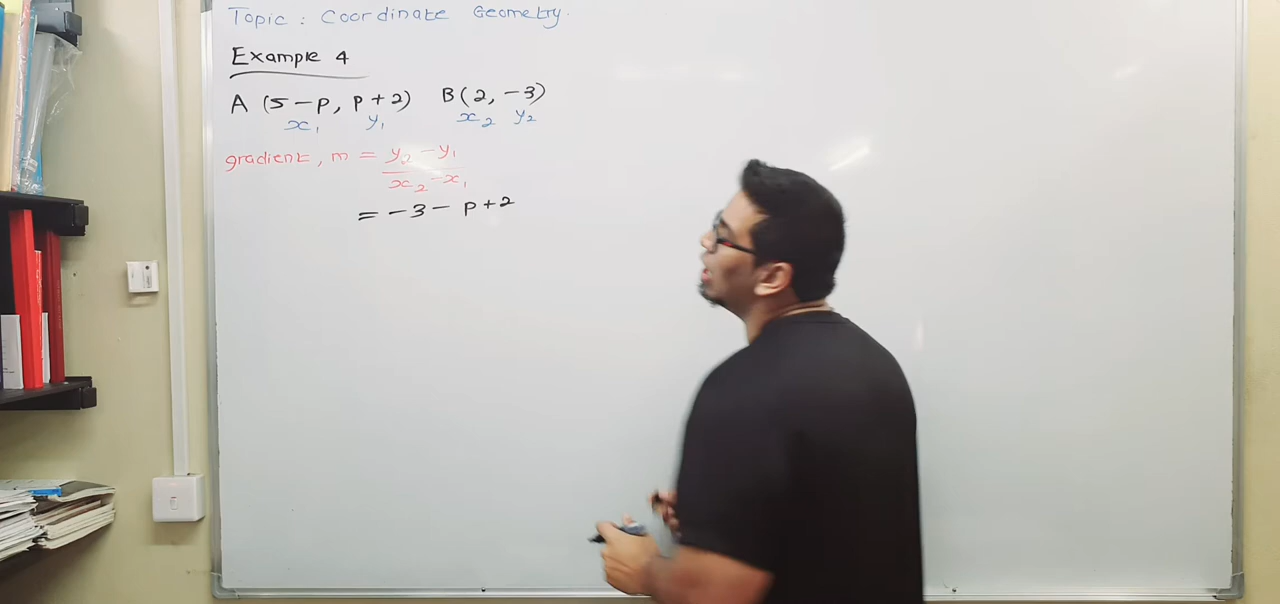 Topic : Coordinate Geometry.
Example 4
A (5 - p, p + 2) B (2, -3)
x₁ y₁ x₂ y₂
gradient, m = y₂ - y₁
x₂ - x₁
= -3 - p + 2